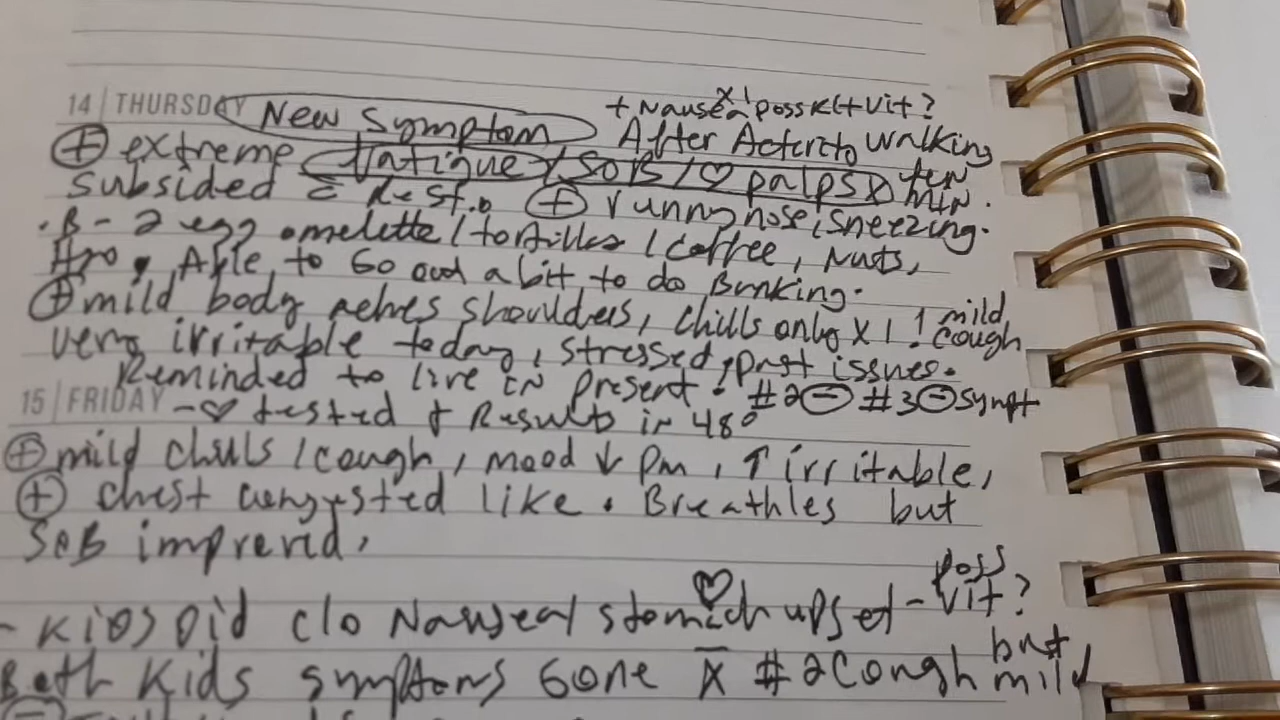 14 | THURSDAY New Symptom + Nausea x1 poss Vit?
⊕ extreme fatigue / SOB / ♡ palps x ten min. After walking
subsided c̄ Rest. ⊕ runny nose, sneezing.
· B - 2 egg omelette / tortillas / coffee, Nuts,
H20. Able to Go out a bit to do Banking.
⊕ mild body aches shoulders, chills only x 1 ! mild cough
very irritable today, stressed, past issues.
Reminded to live in present! #2 ⊖ #3 ⊖ sympt
15 | FRIDAY - ♡ tested + Results in 48°
⊕ mild chills / cough, mood ↓ pm, ↑ irritable,
⊕ chest congested like. Breathles but
SOB improved,
- Kids Did c/o Nausea / stomach upset - poss Vit? ♡
Both Kids symptoms Gone x̄ #2 cough but mild